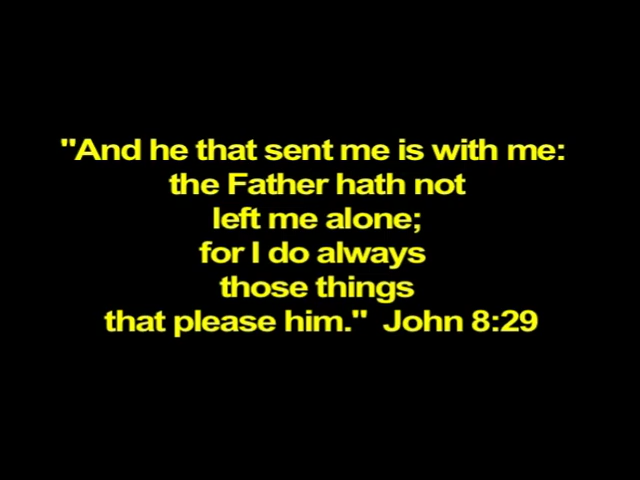 "And he that sent me is with me:
the Father hath not
left me alone;
for I do always
those things
that please him."  John 8:29